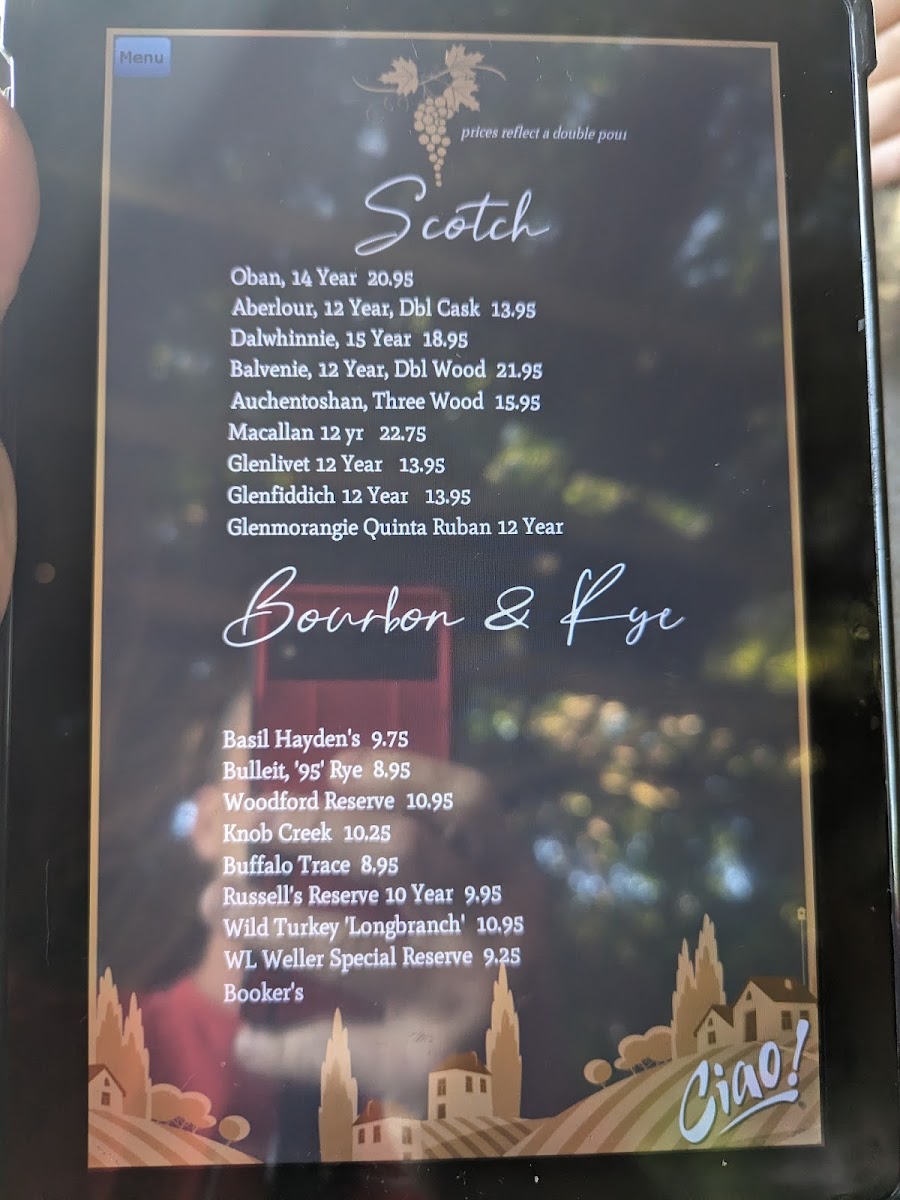 Menu
prices reflect a double pour
Scotch
Oban, 14 Year 20.95
Aberlour, 12 Year, Dbl Cask 13.95
Dalwhinnie, 15 Year 18.95
Balvenie, 12 Year, Dbl Wood 21.95
Auchentoshan, Three Wood 15.95
Macallan 12 yr 22.75
Glenlivet 12 Year 13.95
Glenfiddich 12 Year 13.95
Glenmorangie Quinta Ruban 12 Year
Bourbon & Rye
Basil Hayden's 9.75
Bulleit, '95' Rye 8.95
Woodford Reserve 10.95
Knob Creek 10.25
Buffalo Trace 8.95
Russell's Reserve 10 Year 9.95
Wild Turkey 'Longbranch' 10.95
WL Weller Special Reserve 9.25
Booker's
Ciao!